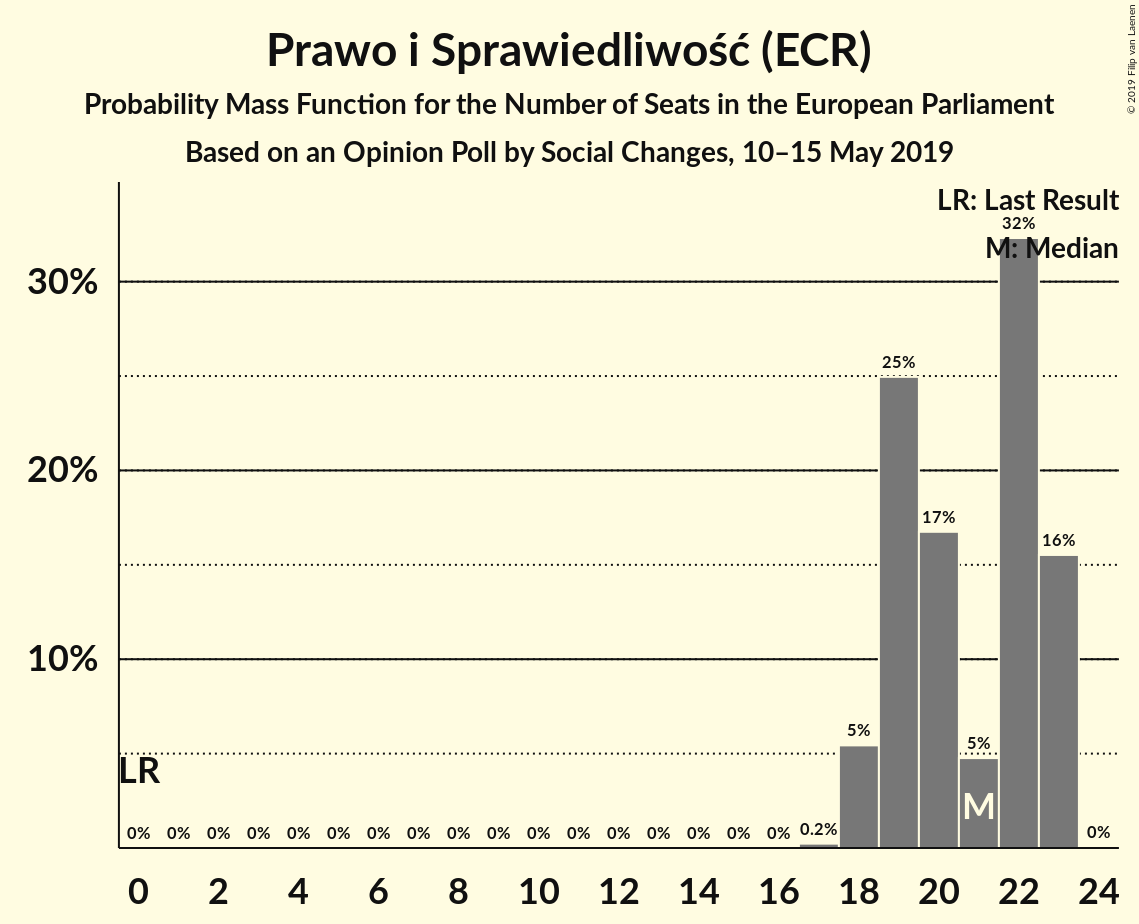 Prawo i Sprawiedliwość (ECR)
Probability Mass Function for the Number of Seats in the European Parliament
Based on an Opinion Poll by Social Changes, 10–15 May 2019
© 2019 Filip van Laenen
LR: Last Result
32%
M: Median
30%
25%
20%
17%
16%
10%
5%
5%
LR
M
0% 0% 0% 0% 0% 0% 0% 0% 0% 0% 0% 0% 0% 0% 0% 0% 0% 0.2% 0%
0 2 4 6 8 10 12 14 16 18 20 22 24